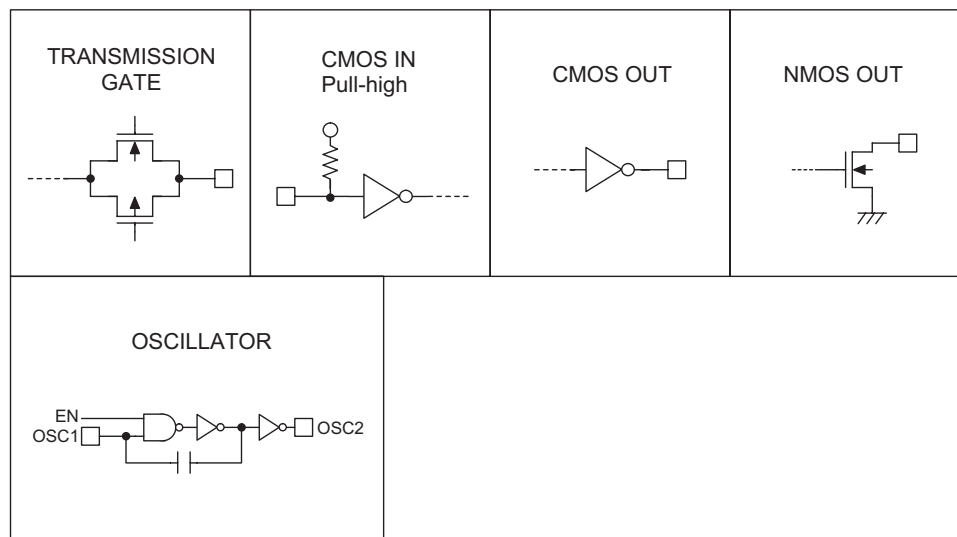 TRANSMISSION
GATE
CMOS IN
Pull-high
CMOS OUT
NMOS OUT
OSCILLATOR
EN
OSC1
OSC2